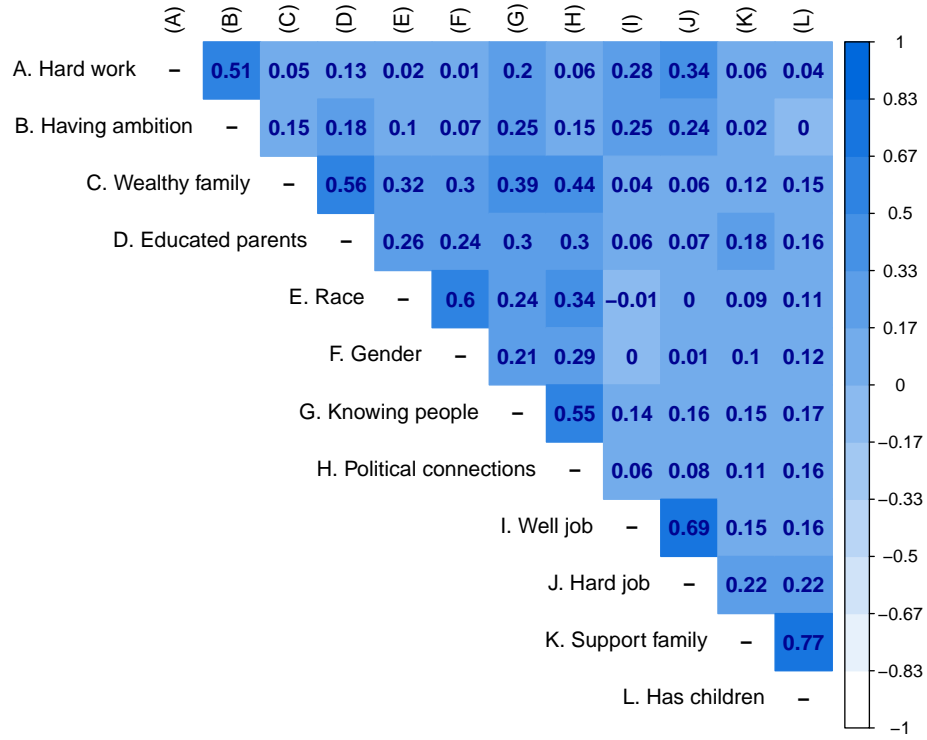 (A) (B) (C) (D) (E) (F) (G) (H) (I) (J) (K) (L)
A. Hard work – 0.51 0.05 0.13 0.02 0.01 0.2 0.06 0.28 0.34 0.06 0.04
B. Having ambition – 0.15 0.18 0.1 0.07 0.25 0.15 0.25 0.24 0.02 0
C. Wealthy family – 0.56 0.32 0.3 0.39 0.44 0.04 0.06 0.12 0.15
D. Educated parents – 0.26 0.24 0.3 0.3 0.06 0.07 0.18 0.16
E. Race – 0.6 0.24 0.34 −0.01 0 0.09 0.11
F. Gender – 0.21 0.29 0 0.01 0.1 0.12
G. Knowing people – 0.55 0.14 0.16 0.15 0.17
H. Political connections – 0.06 0.08 0.11 0.16
I. Well job – 0.69 0.15 0.16
J. Hard job – 0.22 0.22
K. Support family – 0.77
L. Has children –
1
0.83
0.67
0.5
0.33
0.17
0
−0.17
−0.33
−0.5
−0.67
−0.83
−1